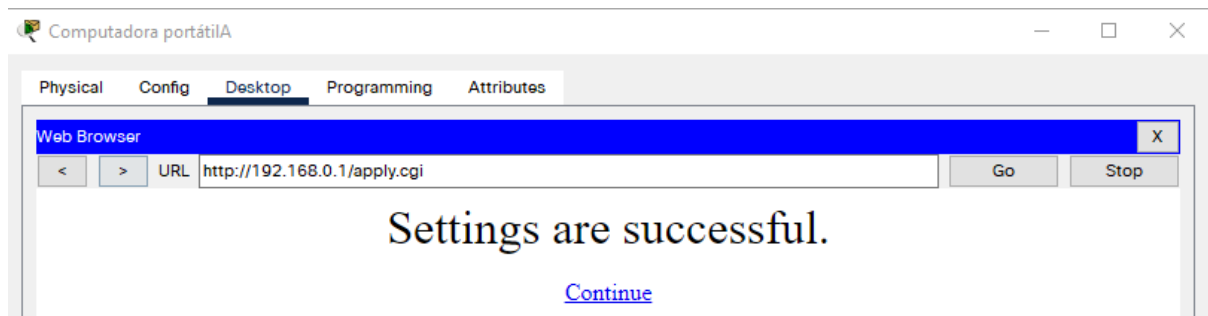 Computadora portátilA
Physical Config Desktop Programming Attributes
Web Browser X
< > URL http://192.168.0.1/apply.cgi Go Stop
Settings are successful.
Continue